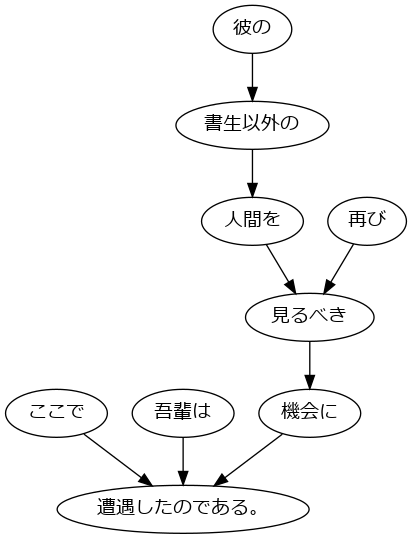 彼の
書生以外の
人間を
再び
見るべき
ここで
吾輩は
機会に
遭遇したのである。